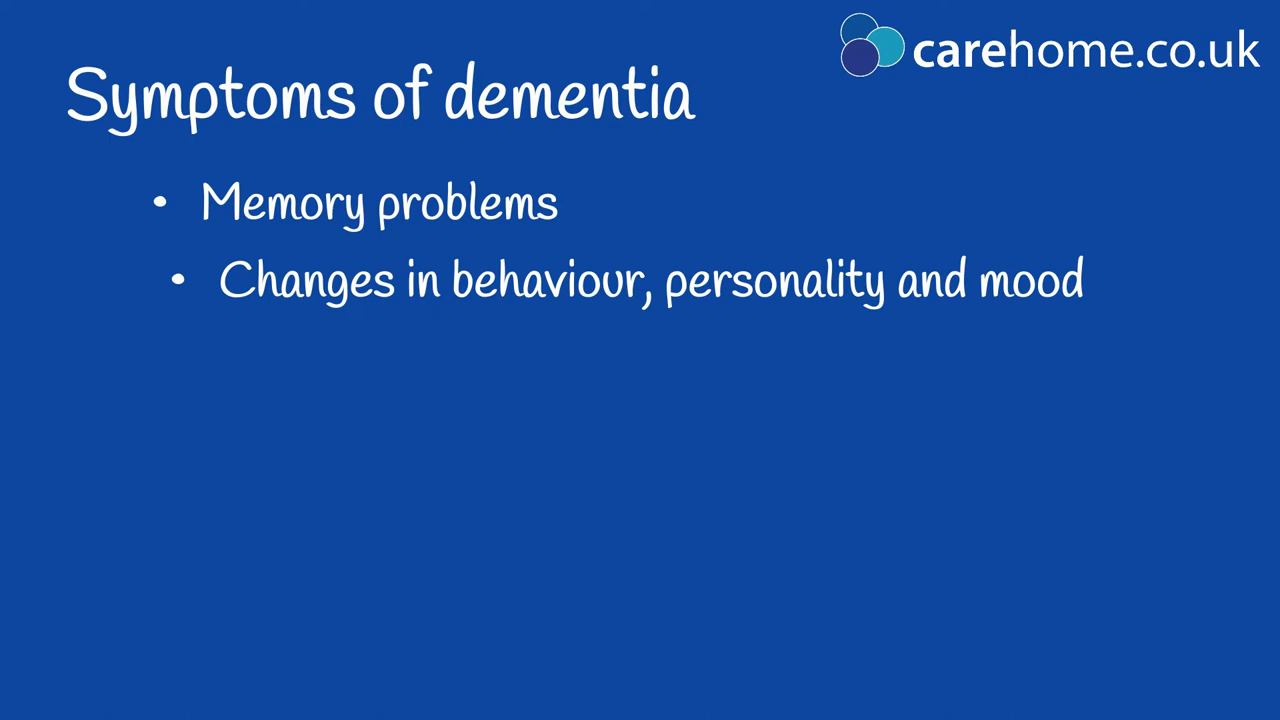 carehome.co.uk
Symptoms of dementia
• Memory problems
• Changes in behaviour, personality and mood